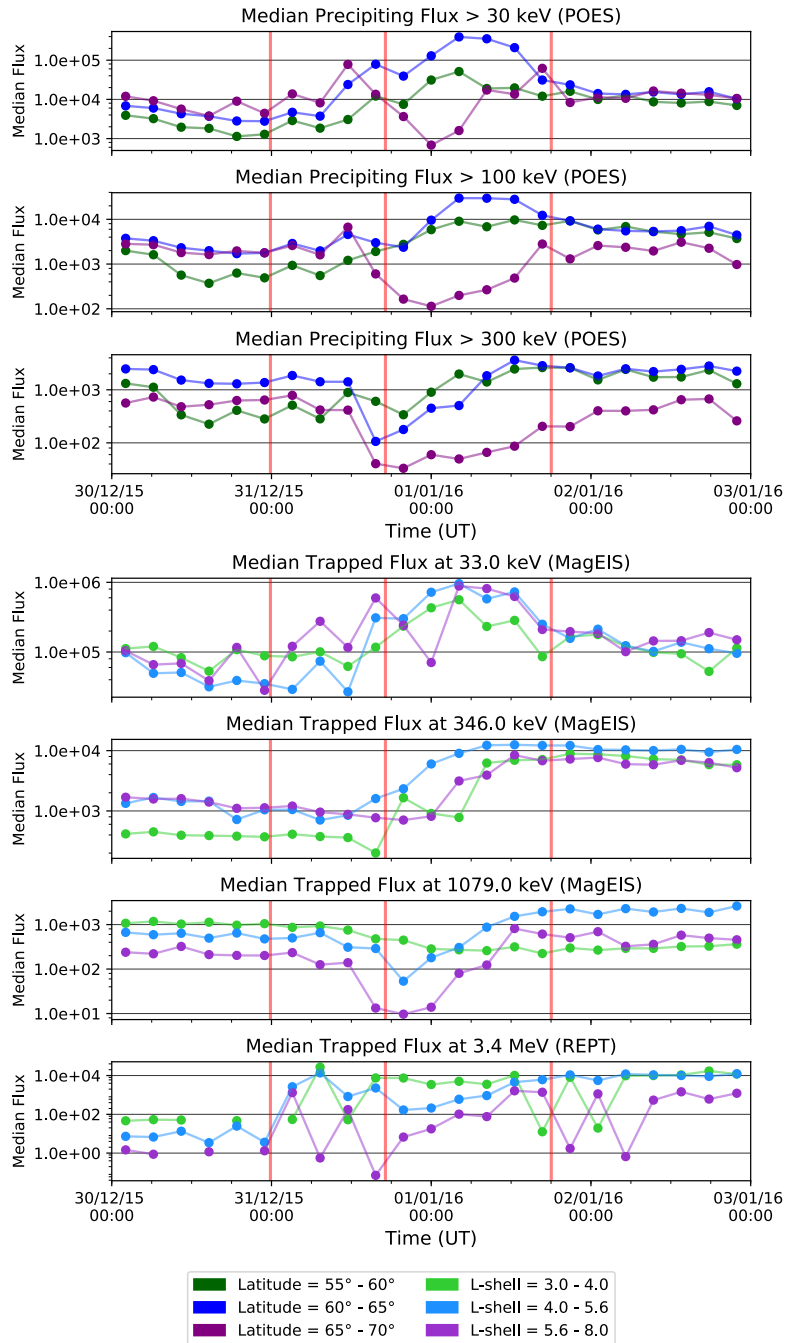 Median Precipiting Flux > 30 keV (POES)
Median Flux
1.0e+05
1.0e+04
1.0e+03
Median Precipiting Flux > 100 keV (POES)
Median Flux
1.0e+04
1.0e+03
1.0e+02
Median Precipiting Flux > 300 keV (POES)
Median Flux
1.0e+03
1.0e+02
30/12/15 31/12/15 01/01/16 02/01/16 03/01/16
00:00 00:00 00:00 00:00 00:00
Time (UT)
Median Trapped Flux at 33.0 keV (MagEIS)
Median Flux
1.0e+06
1.0e+05
Median Trapped Flux at 346.0 keV (MagEIS)
Median Flux
1.0e+04
1.0e+03
Median Trapped Flux at 1079.0 keV (MagEIS)
Median Flux
1.0e+03
1.0e+02
1.0e+01
Median Trapped Flux at 3.4 MeV (REPT)
Median Flux
1.0e+04
1.0e+02
1.0e+00
30/12/15 31/12/15 01/01/16 02/01/16 03/01/16
00:00 00:00 00:00 00:00 00:00
Time (UT)
Latitude = 55° - 60°
Latitude = 60° - 65°
Latitude = 65° - 70°
L-shell = 3.0 - 4.0
L-shell = 4.0 - 5.6
L-shell = 5.6 - 8.0